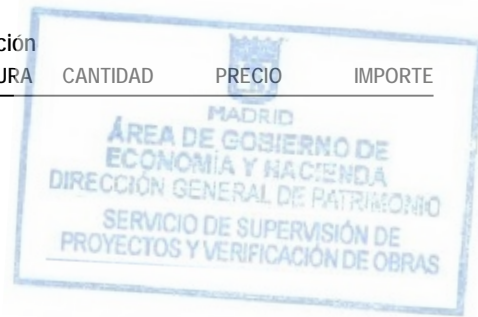 ción
URA CANTIDAD PRECIO IMPORTE
MADRID
ÁREA DE GOBIERNO DE
ECONOMÍA Y HACIENDA
DIRECCIÓN GENERAL DE PATRIMONIO
SERVICIO DE SUPERVISIÓN DE
PROYECTOS Y VERIFICACIÓN DE OBRAS